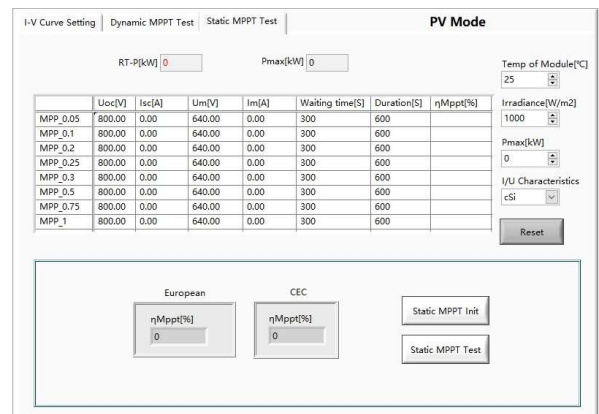 I-V Curve Setting Dynamic MPPT Test Static MPPT Test PV Mode
RT-P[kW] 0 Pmax[kW] 0
Temp of Module[℃]
25
Uoc[V] Isc[A] Um[V] Im[A] Waiting time[S] Duration[S] ηMppt[%]
MPP_0.05 800.00 0.00 640.00 0.00 300 600
MPP_0.1 800.00 0.00 640.00 0.00 300 600
MPP_0.2 800.00 0.00 640.00 0.00 300 600
MPP_0.25 800.00 0.00 640.00 0.00 300 600
MPP_0.3 800.00 0.00 640.00 0.00 300 600
MPP_0.5 800.00 0.00 640.00 0.00 300 600
MPP_0.75 800.00 0.00 640.00 0.00 300 600
MPP_1 800.00 0.00 640.00 0.00 300 600
Irradiance[W/m2]
1000
Pmax[kW]
0
I/U Characteristics
cSi
Reset
European
ηMppt[%]
0
CEC
ηMppt[%]
0
Static MPPT Init
Static MPPT Test